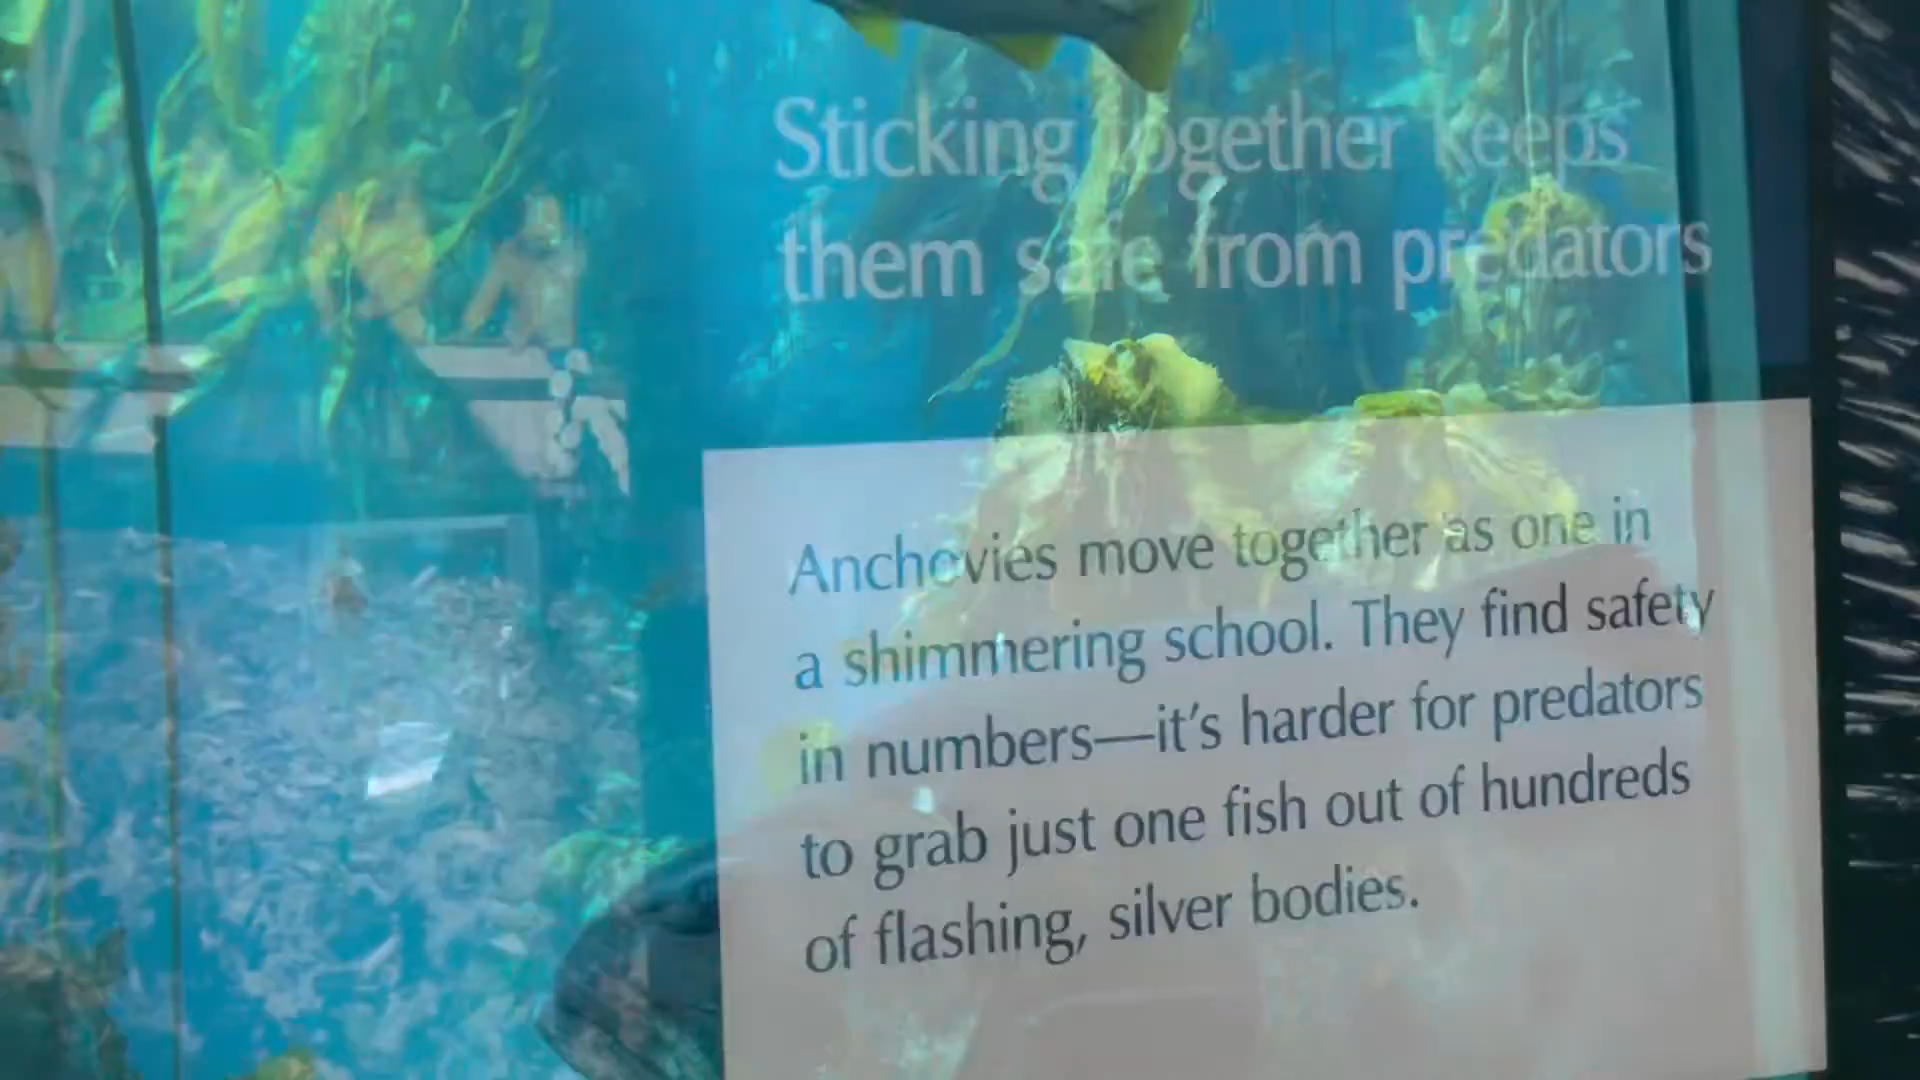 Sticking together keeps
them safe from predators
Anchovies move together as one in
a shimmering school. They find safety
in numbers—it's harder for predators
to grab just one fish out of hundreds
of flashing, silver bodies.